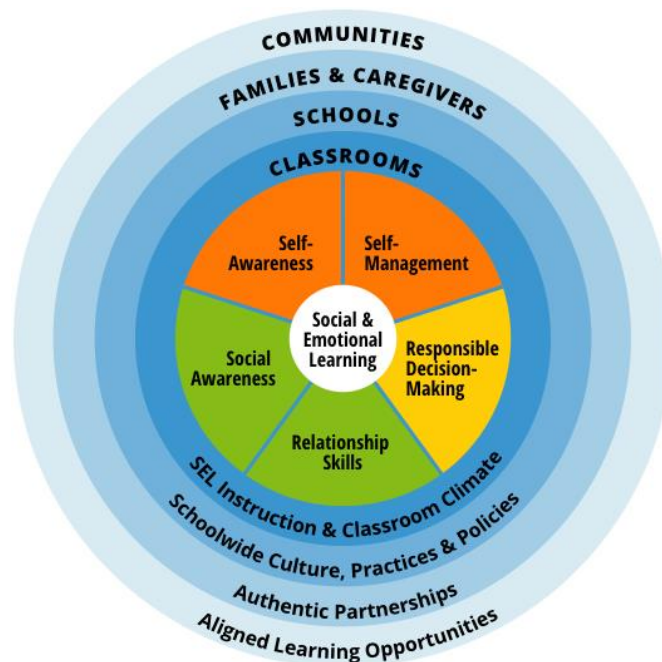 COMMUNITIES
FAMILIES & CAREGIVERS
SCHOOLS
CLASSROOMS
Self-
Awareness
Self-
Management
Social &
Emotional
Learning
Social
Awareness
Responsible
Decision-
Making
Relationship
Skills
SEL Instruction & Classroom Climate
Schoolwide Culture, Practices & Policies
Authentic Partnerships
Aligned Learning Opportunities